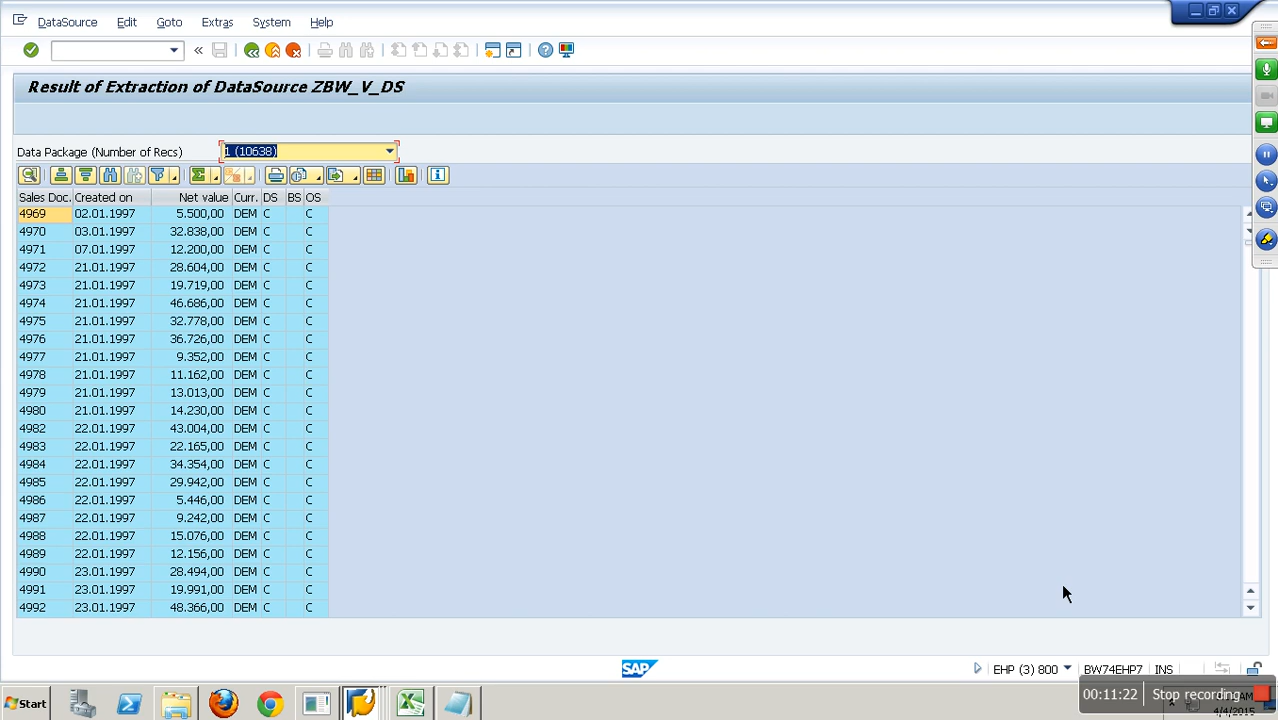 DataSource Edit Goto Extras System Help
Result of Extraction of DataSource ZBW_V_DS
Data Package (Number of Recs) 1 (10638)
Sales Doc. Created on Net value Curr. DS BS OS
4969 02.01.1997 5.500,00 DEM C C
4970 03.01.1997 32.838,00 DEM C C
4971 07.01.1997 12.200,00 DEM C C
4972 21.01.1997 28.604,00 DEM C C
4973 21.01.1997 19.719,00 DEM C C
4974 21.01.1997 46.686,00 DEM C C
4975 21.01.1997 32.778,00 DEM C C
4976 21.01.1997 36.726,00 DEM C C
4977 21.01.1997 9.352,00 DEM C C
4978 21.01.1997 11.162,00 DEM C C
4979 21.01.1997 13.013,00 DEM C C
4980 21.01.1997 14.230,00 DEM C C
4982 22.01.1997 43.004,00 DEM C C
4983 22.01.1997 22.165,00 DEM C C
4984 22.01.1997 34.354,00 DEM C C
4985 22.01.1997 29.942,00 DEM C C
4986 22.01.1997 5.446,00 DEM C C
4987 22.01.1997 9.242,00 DEM C C
4988 22.01.1997 15.076,00 DEM C C
4989 22.01.1997 12.156,00 DEM C C
4990 23.01.1997 28.494,00 DEM C C
4991 23.01.1997 19.991,00 DEM C C
4992 23.01.1997 48.366,00 DEM C C
SAP EHP (3) 800 BW74EHP7 INS
00:11:22 Stop recording
Start
4/4/2015